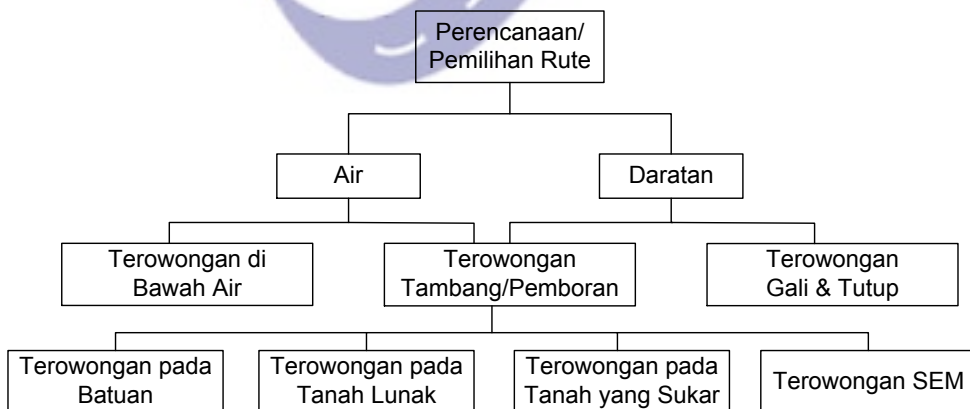 Perencanaan/
Pemilihan Rute
Air
Daratan
Terowongan di
Bawah Air
Terowongan
Tambang/Pemboran
Terowongan
Gali & Tutup
Terowongan pada
Batuan
Terowongan pada
Tanah Lunak
Terowongan pada
Tanah yang Sukar
Terowongan SEM